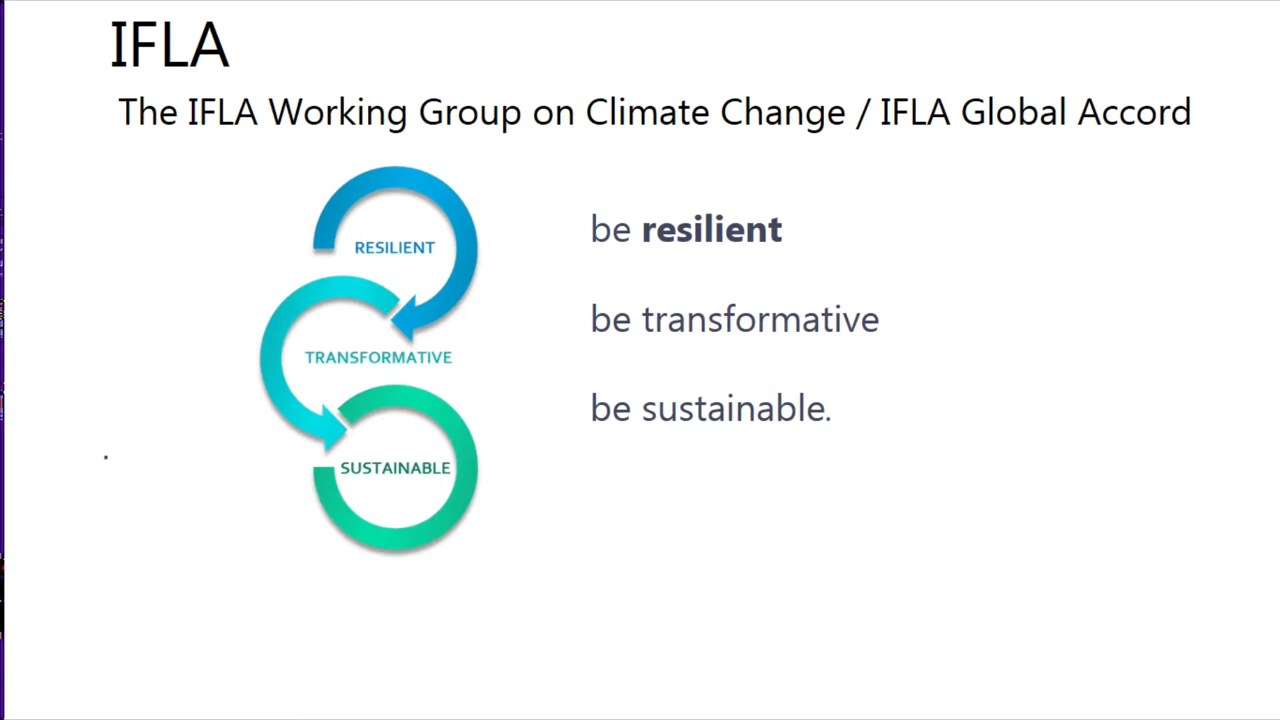 IFLA
The IFLA Working Group on Climate Change / IFLA Global Accord
RESILIENT
TRANSFORMATIVE
SUSTAINABLE
be resilient
be transformative
be sustainable.
.